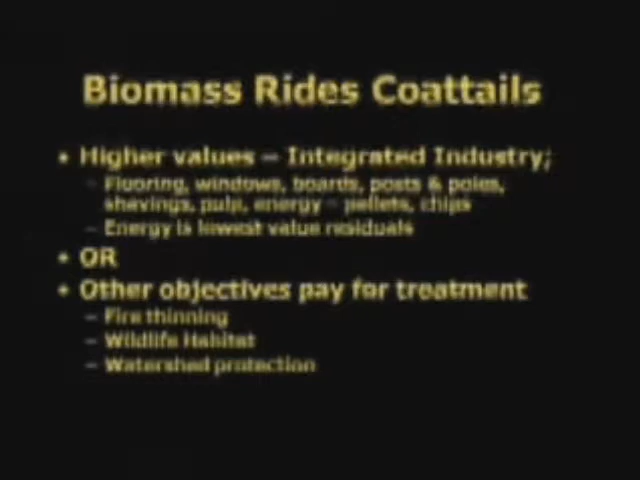 Biomass Rides Coattails
• Higher values – Integrated Industry;
– Flooring, windows, boards, posts & poles,
shavings, pulp, energy – pellets, chips
– Energy is lowest value residuals
• OR
• Other objectives pay for treatment
– Fire thinning
– Wildlife Habitat
– Watershed protection